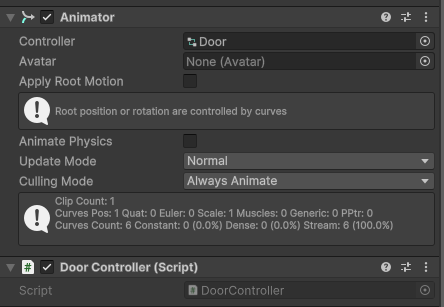 Animator
Controller Door
Avatar None (Avatar)
Apply Root Motion
Root position or rotation are controlled by curves
Animate Physics
Update Mode Normal
Culling Mode Always Animate
Clip Count: 1
Curves Pos: 1 Quat: 0 Euler: 0 Scale: 1 Muscles: 0 Generic: 0 PPtr: 0
Curves Count: 6 Constant: 0 (0.0%) Dense: 0 (0.0%) Stream: 6 (100.0%)
# Door Controller (Script)
Script # DoorController